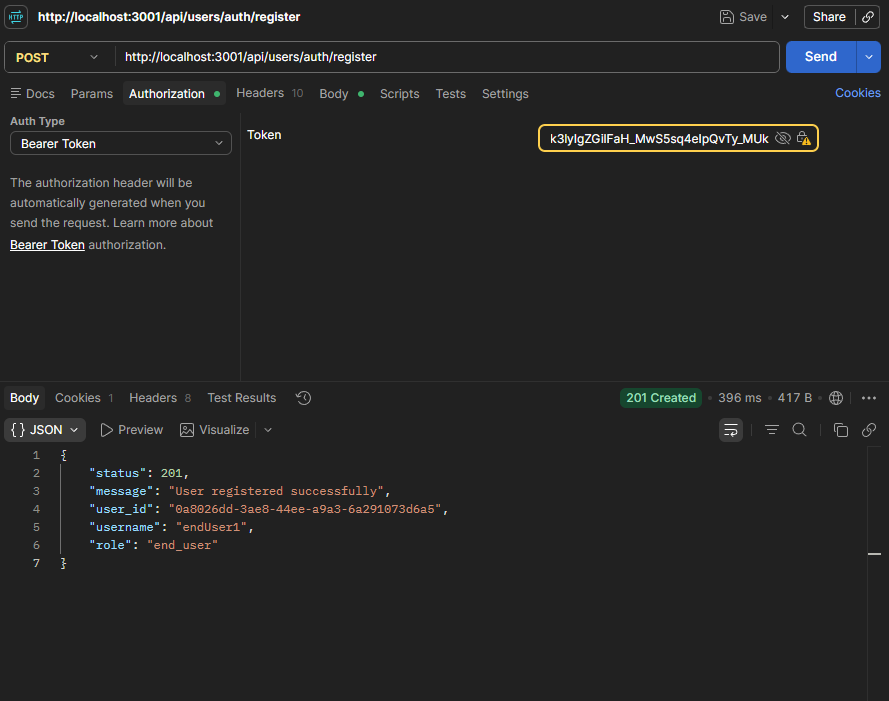 HTTP http://localhost:3001/api/users/auth/register Save Share
POST http://localhost:3001/api/users/auth/register Send
Docs Params Authorization Headers 10 Body Scripts Tests Settings Cookies
Auth Type
Bearer Token
The authorization header will be
automatically generated when you
send the request. Learn more about
Bearer Token authorization.
Token k3lylgZGilFaH_MwS5sq4elpQvTy_MUk
Body Cookies 1 Headers 8 Test Results 201 Created • 396 ms • 417 B •
{} JSON Preview Visualize
1 {
2 "status": 201,
3 "message": "User registered successfully",
4 "user_id": "0a8026dd-3ae8-44ee-a9a3-6a291073d6a5",
5 "username": "endUser1",
6 "role": "end_user"
7 }